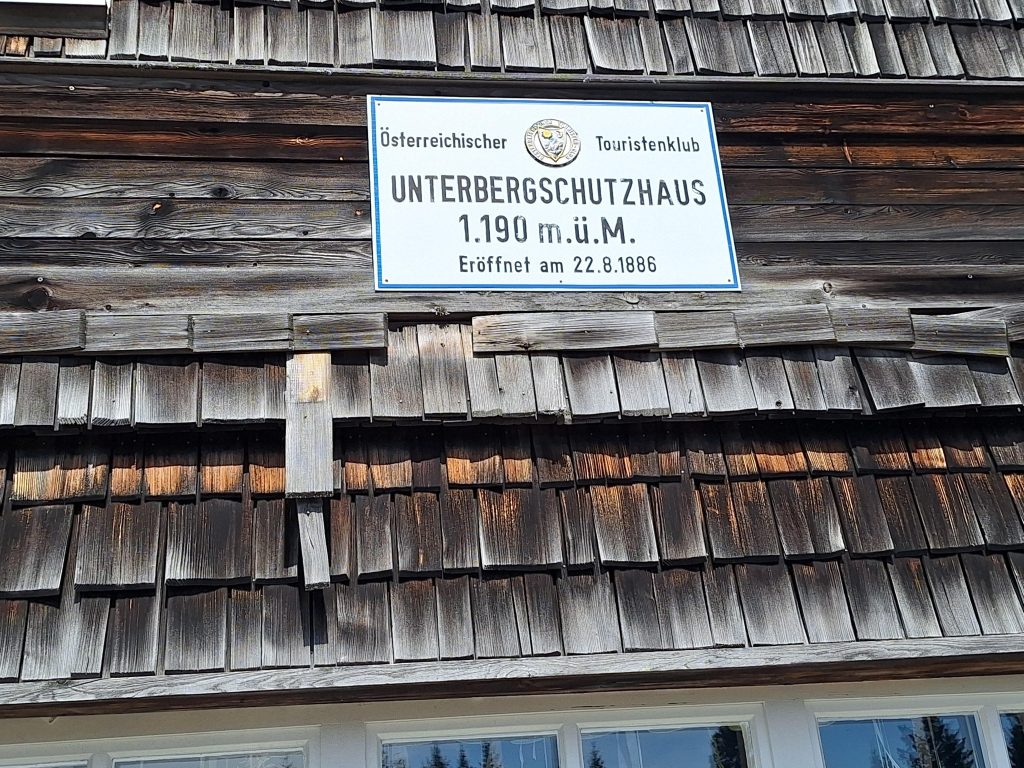 Österreichischer Touristenklub
UNTERBERGSCHUTZHAUS
1.190 m.ü.M.
Eröffnet am 22.8.1886